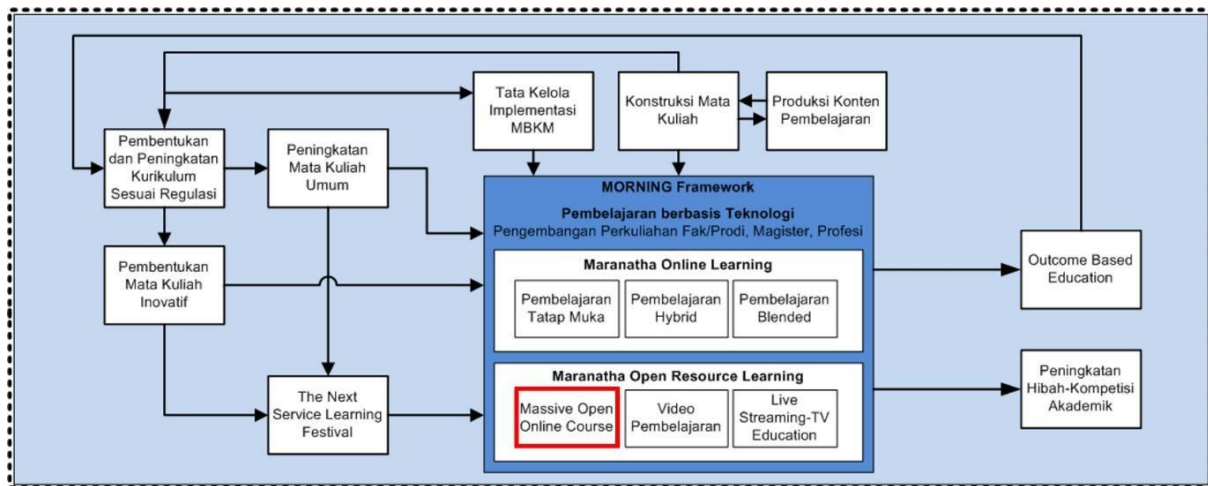 Tata Kelola
Implementasi
MBKM
Konstruksi Mata
Kuliah
Produksi Konten
Pembelajaran
Pembentukan
dan Peningkatan
Kurikulum
Sesuai Regulasi
Peningkatan
Mata Kuliah
Umum
MORNING Framework
Pembelajaran berbasis Teknologi
Pengembangan Perkuliahan Fak/Prodi, Magister, Profesi
Pembentukan
Mata Kuliah
Inovatif
Maranatha Online Learning
Pembelajaran
Tatap Muka
Pembelajaran
Hybrid
Pembelajaran
Blended
Outcome Based
Education
The Next
Service Learning
Festival
Maranatha Open Resource Learning
Massive Open
Online Course
Video
Pembelajaran
Live
Streaming-TV
Education
Peningkatan
Hibah-Kompetisi
Akademik